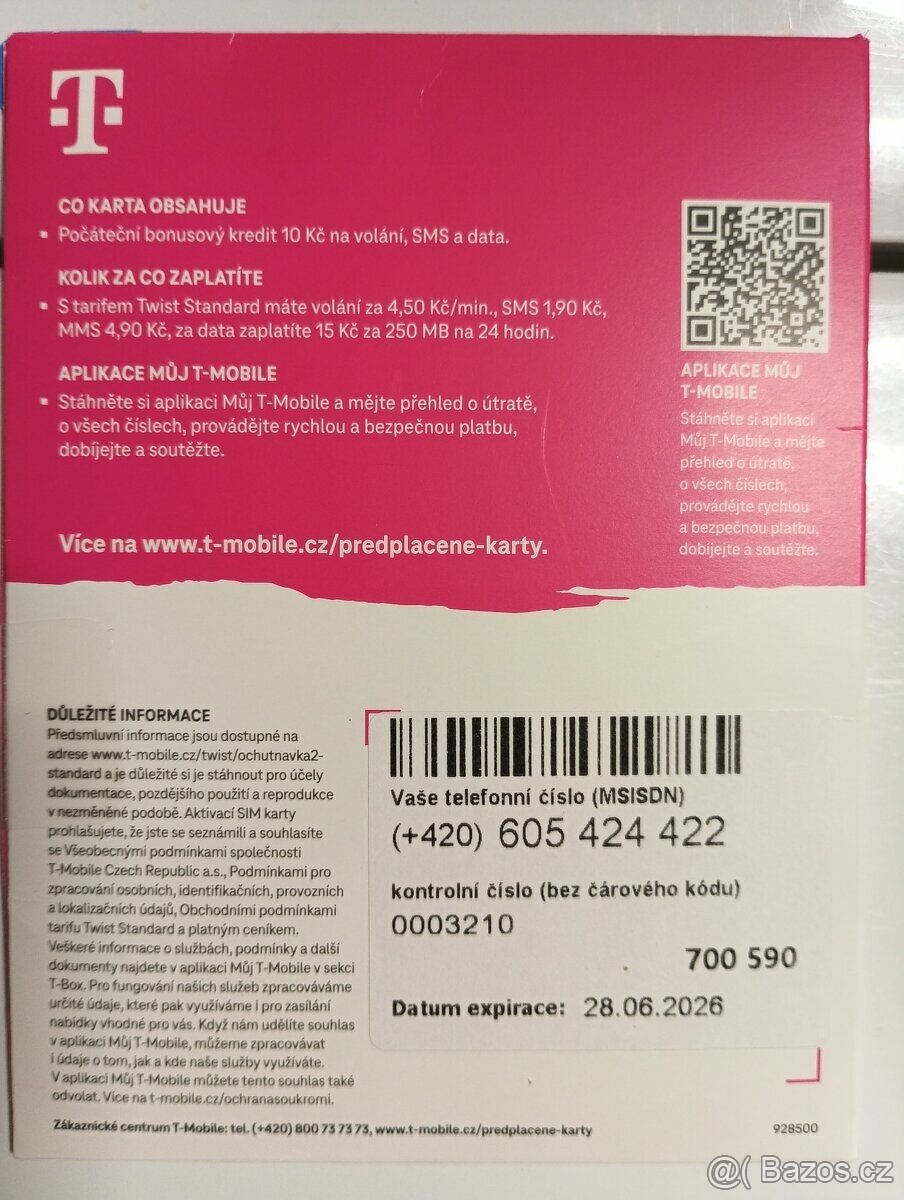 T
CO KARTA OBSAHUJE
▪ Počáteční bonusový kredit 10 Kč na volání, SMS a data.
KOLIK ZA CO ZAPLATÍTE
▪ S tarifem Twist Standard máte volání za 4,50 Kč/min., SMS 1,90 Kč,
MMS 4,90 Kč, za data zaplatíte 15 Kč za 250 MB na 24 hodin.
APLIKACE MŮJ T-MOBILE
▪ Stáhněte si aplikaci Můj T-Mobile a mějte přehled o útratě,
o všech číslech, provádějte rychlou a bezpečnou platbu,
dobíjejte a soutěžte.
Více na www.t-mobile.cz/predplacene-karty.
APLIKACE MŮJ
T-MOBILE
Stáhněte si aplikaci
Můj T-Mobile a mějte
přehled o útratě,
o všech číslech,
provádějte rychlou
a bezpečnou platbu,
dobíjejte a soutěžte.
DŮLEŽITÉ INFORMACE
Předsmluvní informace jsou dostupné na
adrese www.t-mobile.cz/twist/ochutnavka2-
standard a je důležité si je stáhnout pro účely
dokumentace, pozdějšího použití a reprodukce
v nezměněné podobě. Aktivací SIM karty
prohlašujete, že jste se seznámili a souhlasíte
se Všeobecnými podmínkami společnosti
T-Mobile Czech Republic a.s., Podmínkami pro
zpracování osobních, identifikačních, provozních
a lokalizačních údajů, Obchodními podmínkami
tarifu Twist Standard a platným ceníkem.
Veškeré informace o službách, podmínky a další
dokumenty najdete v aplikaci Můj T-Mobile v sekci
T-Box. Pro fungování našich služeb zpracováváme
určité údaje, které pak využíváme i pro zasílání
nabídky vhodné pro vás. Když nám udělíte souhlas
v aplikaci Můj T-Mobile, můžeme zpracovávat
i údaje o tom, jak a kde naše služby využíváte.
V aplikaci Můj T-Mobile můžete tento souhlas také
odvolat. Více na t-mobile.cz/ochranasoukromi.
Vaše telefonní číslo (MSISDN)
(+420) 605 424 422
kontrolní číslo (bez čárového kódu)
0003210
700 590
Datum expirace: 28.06.2026
Zákaznické centrum T-Mobile: tel. (+420) 800 73 73 73, www.t-mobile.cz/predplacene-karty
928500
@( Bazos.cz